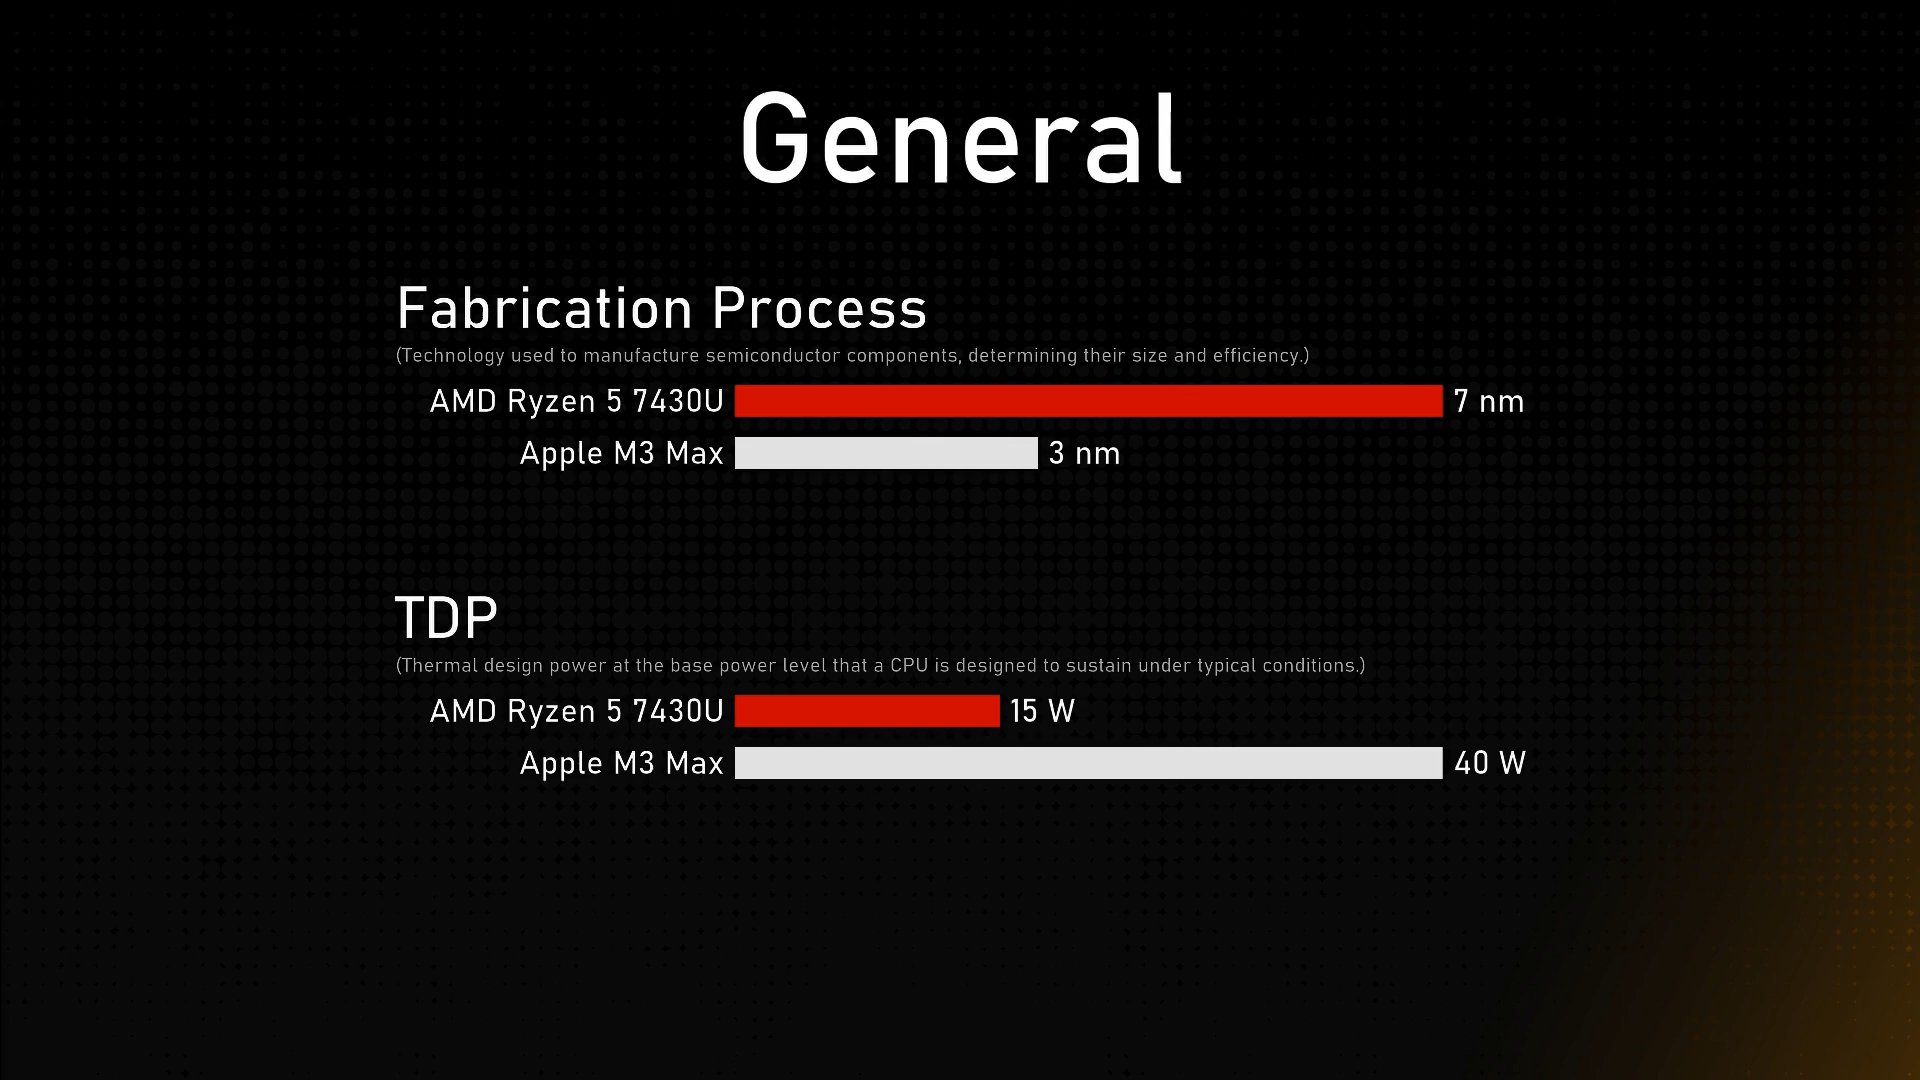 General
Fabrication Process
(Technology used to manufacture semiconductor components, determining their size and efficiency.)
AMD Ryzen 5 7430U 7 nm
Apple M3 Max 3 nm
TDP
(Thermal design power at the base power level that a CPU is designed to sustain under typical conditions.)
AMD Ryzen 5 7430U 15 W
Apple M3 Max 40 W